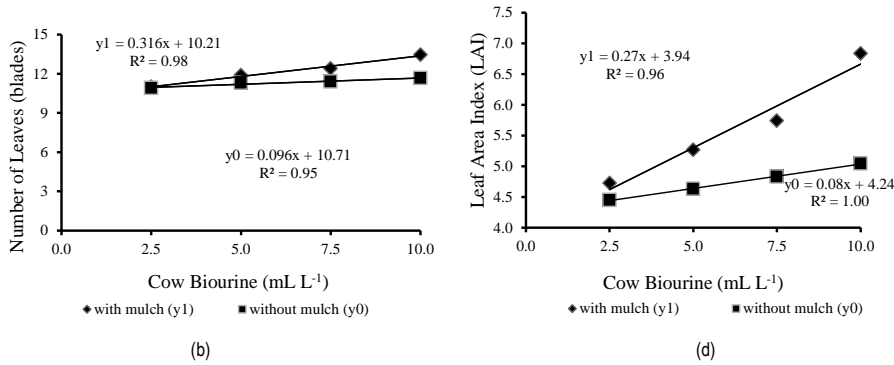 Number of Leaves (blades)
15
12
9
6
3
0
y1 = 0.316x + 10.21
R² = 0.98
y0 = 0.096x + 10.71
R² = 0.95
0.0 2.5 5.0 7.5 10.0
Cow Biourine (mL L⁻¹)
with mulch (y1) without mulch (y0)
(b)
Leaf Area Index (LAI)
7.0
6.5
6.0
5.5
5.0
4.5
4.0
y1 = 0.27x + 3.94
R² = 0.96
y0 = 0.08x + 4.24
R² = 1.00
0.0 2.5 5.0 7.5 10.0
Cow Biourine (mL L⁻¹)
with mulch (y1) without mulch (y0)
(d)